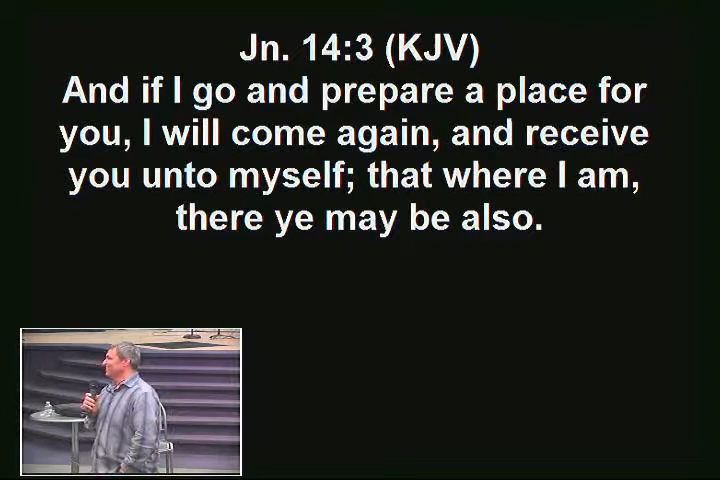 Jn. 14:3 (KJV)
And if I go and prepare a place for
you, I will come again, and receive
you unto myself; that where I am,
there ye may be also.